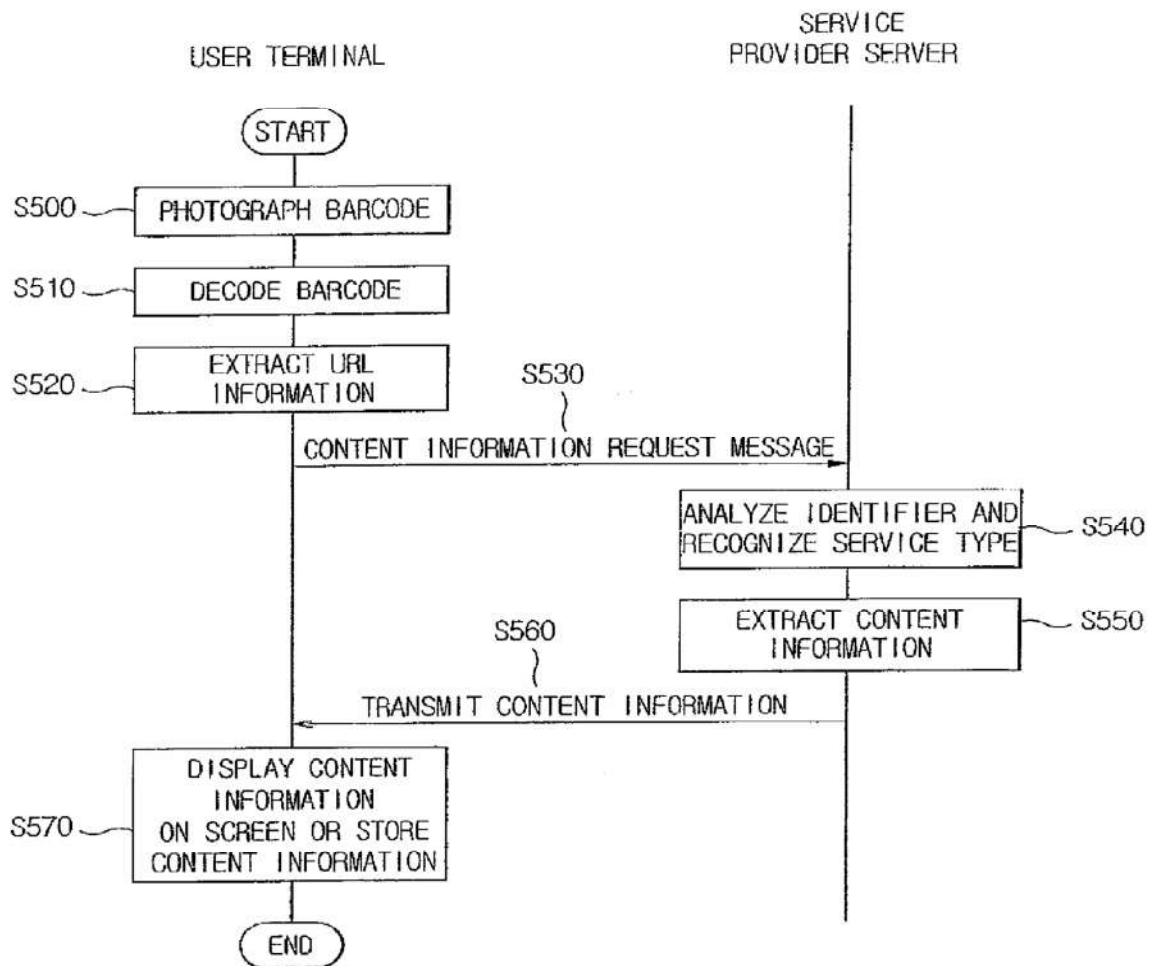 USER TERMINAL
SERVICE
PROVIDER SERVER
START
S500
PHOTOGRAPH BARCODE
S510
DECODE BARCODE
S520
EXTRACT URL
INFORMATION
S530
CONTENT INFORMATION REQUEST MESSAGE
ANALYZE IDENTIFIER AND
RECOGNIZE SERVICE TYPE
S540
EXTRACT CONTENT
INFORMATION
S550
S560
TRANSMIT CONTENT INFORMATION
S570
DISPLAY CONTENT
INFORMATION
ON SCREEN OR STORE
CONTENT INFORMATION
END